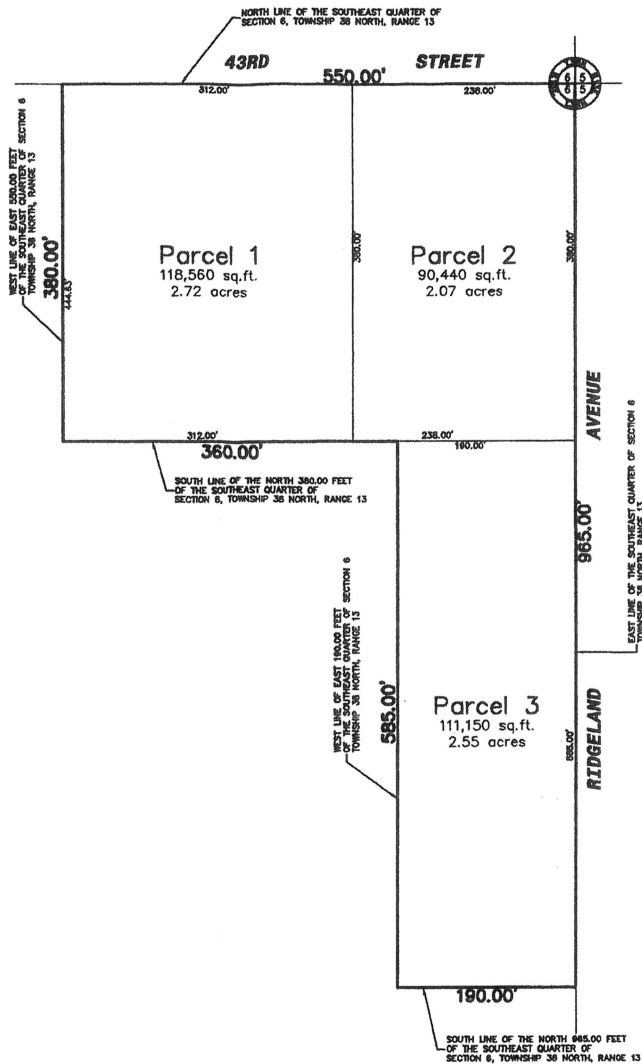 NORTH LINE OF THE SOUTHEAST QUARTER OF
SECTION 6, TOWNSHIP 38 NORTH, RANGE 13
43RD STREET
550.00'
312.00'
238.00'
6 5
6 5
WEST LINE OF EAST 550.00 FEET
OF THE SOUTHEAST QUARTER OF SECTION 6
TOWNSHIP 38 NORTH, RANGE 13
380.00'
444.63'
Parcel 1
118,560 sq.ft.
2.72 acres
380.00'
Parcel 2
90,440 sq.ft.
2.07 acres
380.00'
312.00'
360.00'
238.00'
190.00'
SOUTH LINE OF THE NORTH 380.00 FEET
OF THE SOUTHEAST QUARTER OF
SECTION 6, TOWNSHIP 38 NORTH, RANGE 13
AVENUE
965.00'
EAST LINE OF THE SOUTHEAST QUARTER OF SECTION 6
TOWNSHIP 38 NORTH, RANGE 13
WEST LINE OF EAST 190.00 FEET
OF THE SOUTHEAST QUARTER OF SECTION 6
TOWNSHIP 38 NORTH, RANGE 13
585.00'
Parcel 3
111,150 sq.ft.
2.55 acres
585.00'
RIDGELAND
190.00'
SOUTH LINE OF THE NORTH 965.00 FEET
OF THE SOUTHEAST QUARTER OF
SECTION 6, TOWNSHIP 38 NORTH, RANGE 13